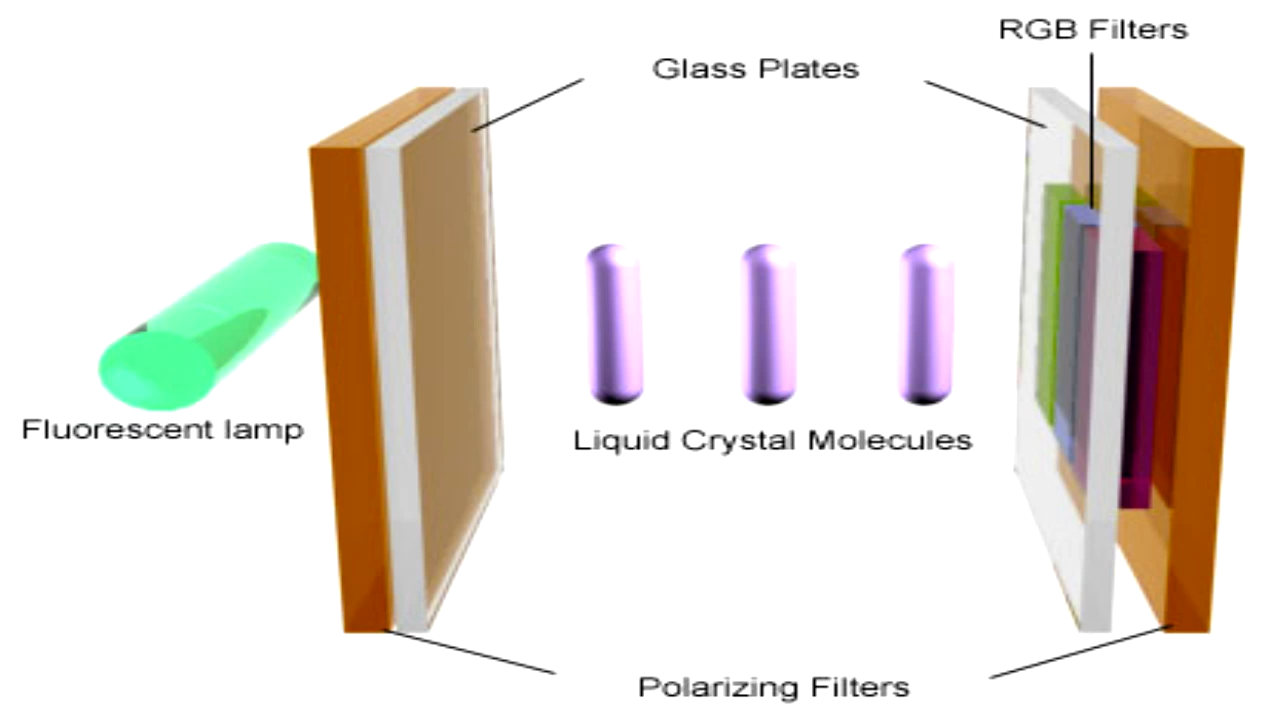 RGB Filters
Glass Plates
Fluorescent lamp
Liquid Crystal Molecules
Polarizing Filters